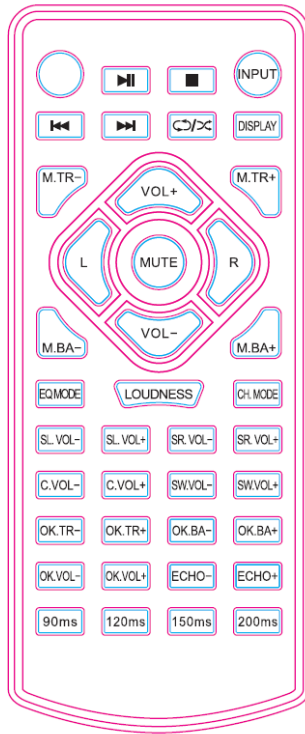 INPUT
DISPLAY
M.TR− M.TR+
VOL+
L MUTE R
VOL−
M.BA− M.BA+
EQ.MODE LOUDNESS CH. MODE
SL. VOL− SL. VOL+ SR. VOL− SR. VOL+
C.VOL− C.VOL+ SW.VOL− SW.VOL+
OK.TR− OK.TR+ OK.BA− OK.BA+
OK.VOL− OK.VOL+ ECHO− ECHO+
90ms 120ms 150ms 200ms